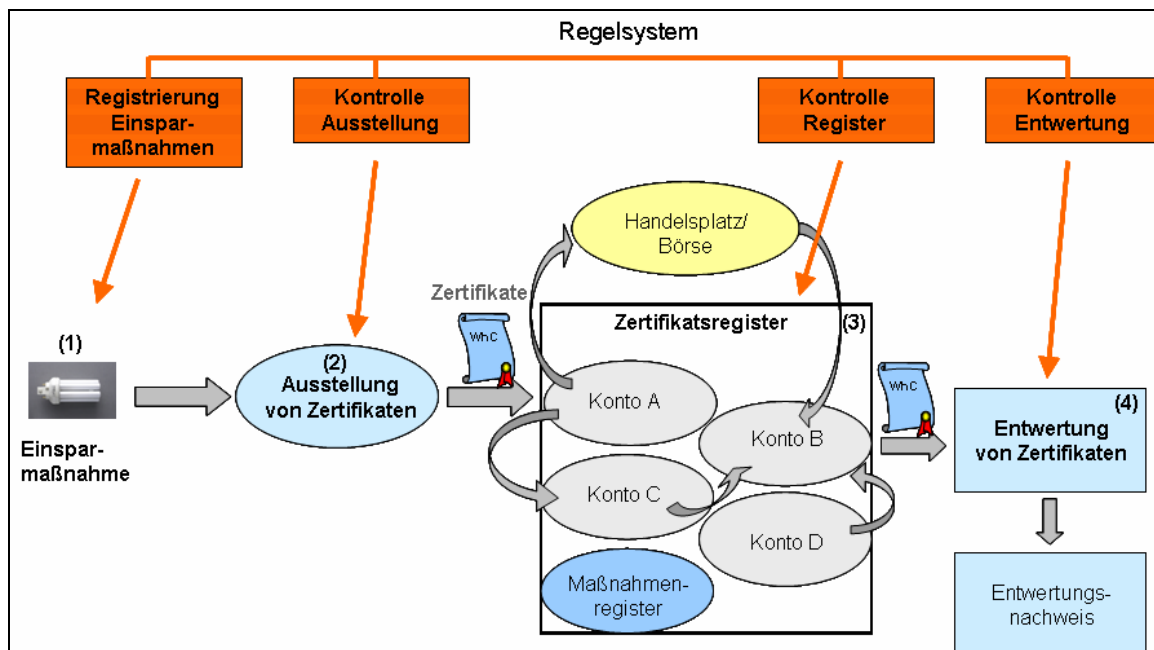 Regelsystem
Registrierung
Einspar-
maßnahmen
Kontrolle
Ausstellung
Kontrolle
Register
Kontrolle
Entwertung
Handelsplatz/
Börse
Zertifikate
WhC
Zertifikatsregister
(3)
(1)
(2)
Ausstellung
von Zertifikaten
Einspar-
maßnahme
Konto A
Konto B
Konto C
Konto D
Maßnahmen-
register
WhC
(4)
Entwertung
von Zertifikaten
Entwertungs-
nachweis